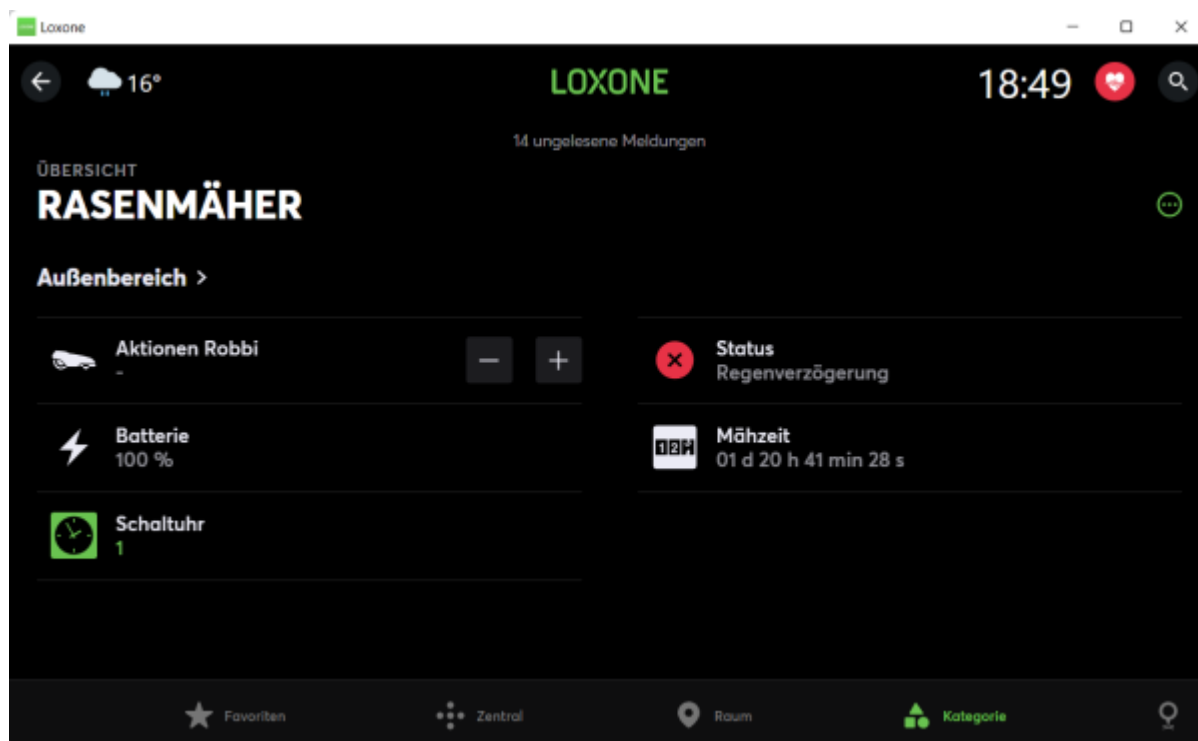 Loxone
16°
LOXONE
18:49
14 ungelesene Meldungen
ÜBERSICHT
RASENMÄHER
Außenbereich >
Aktionen Robbi
-
Status
Regenverzögerung
Batterie
100 %
Mähzeit
01 d 20 h 41 min 28 s
Schaltuhr
1
Favoriten
Zentral
Raum
Kategorie